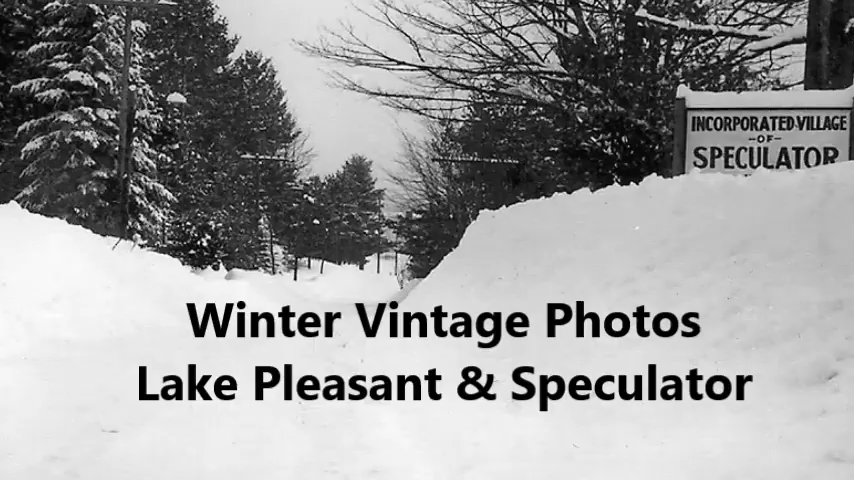 INCORPORATED VILLAGE
-OF-
SPECULATOR
Winter Vintage Photos
Lake Pleasant & Speculator